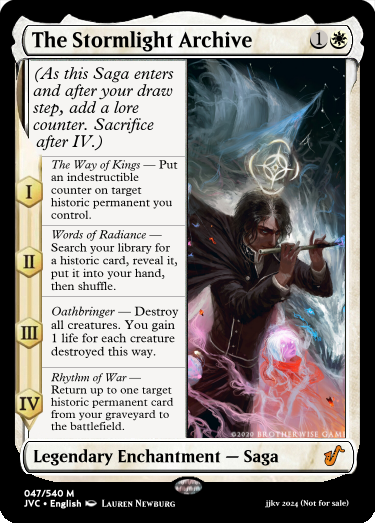 The Stormlight Archive 1
(As this Saga enters
and after your draw
step, add a lore
counter. Sacrifice
after IV.)
I
The Way of Kings — Put
an indestructible
counter on target
historic permanent you
control.)
II
Words of Radiance —
Search your library for
a historic card, reveal it,
put it into your hand,
then shuffle.
III
Oathbringer — Destroy
all creatures. You gain
1 life for each creature
destroyed this way.
IV
Rhythm of War —
Return up to one target
historic permanent card
from your graveyard to
the battlefield.
©2020 BROTHERWISE GAM
Legendary Enchantment — Saga
047/540 M
JVC • English Lauren Newburg
jjkv 2024 (Not for sale)